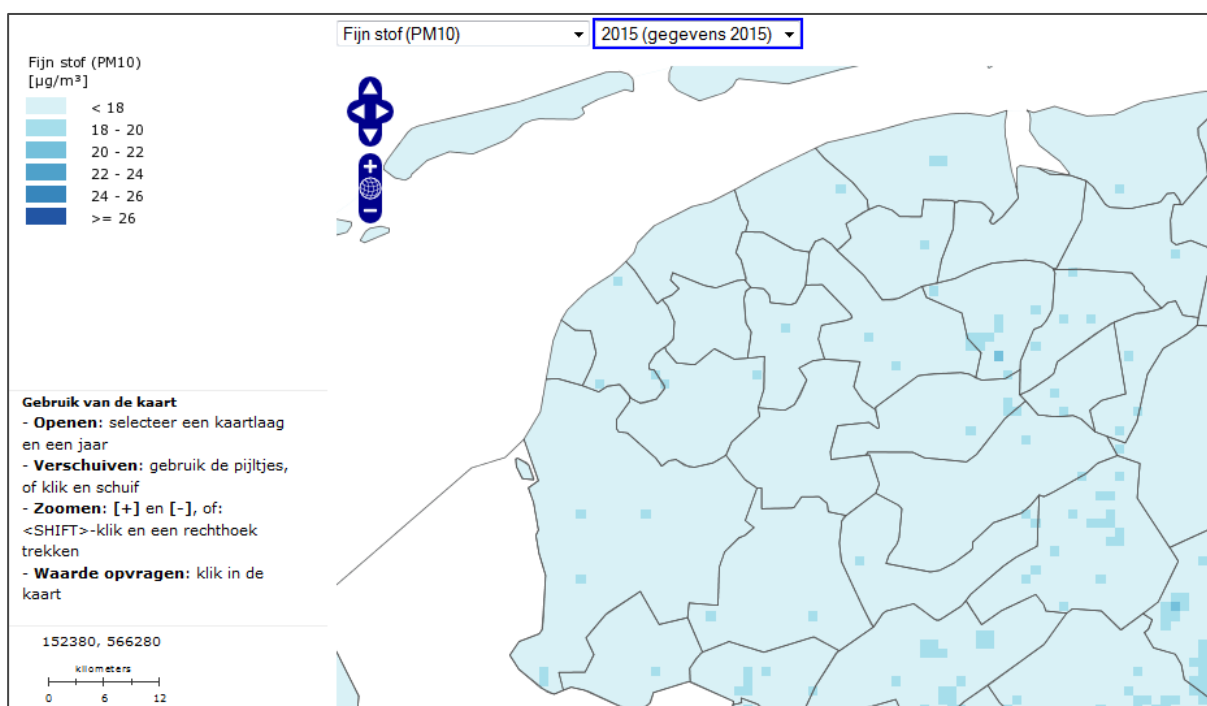 Fijn stof (PM10)
2015 (gegevens 2015)
Fijn stof (PM10)
[µg/m³]
< 18
18 - 20
20 - 22
22 - 24
24 - 26
>= 26
Gebruik van de kaart
- Openen: selecteer een kaartlaag
en een jaar
- Verschuiven: gebruik de pijltjes,
of klik en schuif
- Zoomen: [+] en [-], of:
<SHIFT>-klik en een rechthoek
trekken
- Waarde opvragen: klik in de
kaart
152380, 566280
kilometers
0 6 12